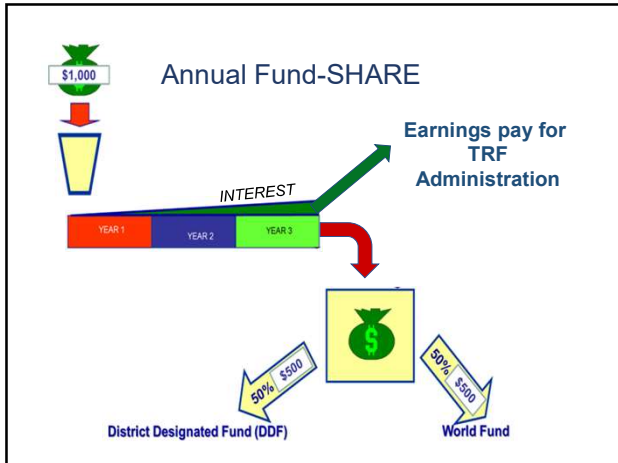 $1,000
Annual Fund-SHARE
Earnings pay for
TRF
Administration
INTEREST
YEAR 1
YEAR 2
YEAR 3
$
50% $500
50% $500
District Designated Fund (DDF)
World Fund